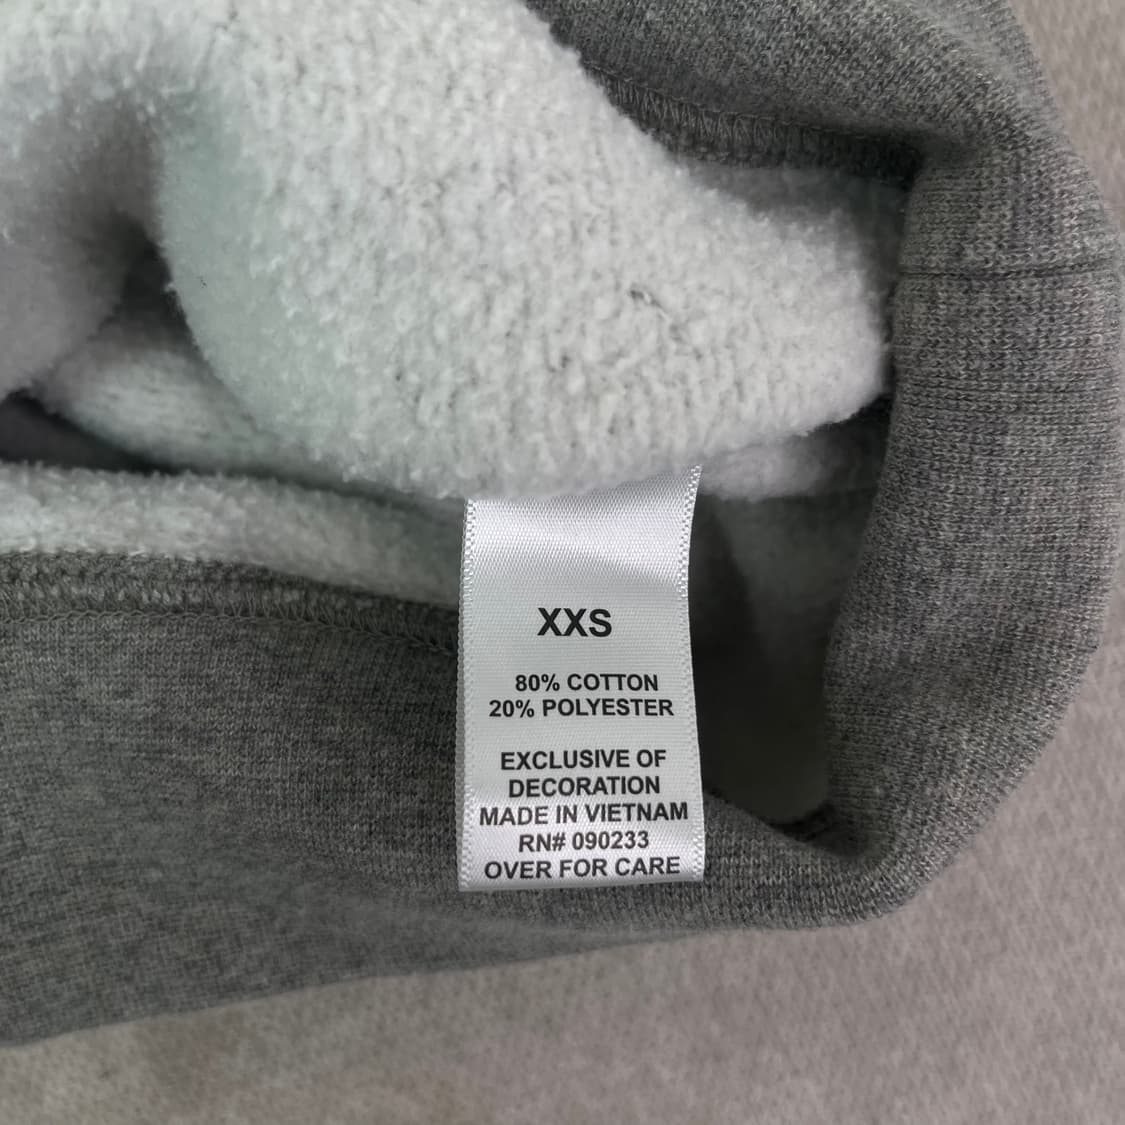 XXS
80% COTTON
20% POLYESTER
EXCLUSIVE OF
DECORATION
MADE IN VIETNAM
RN# 090233
OVER FOR CARE